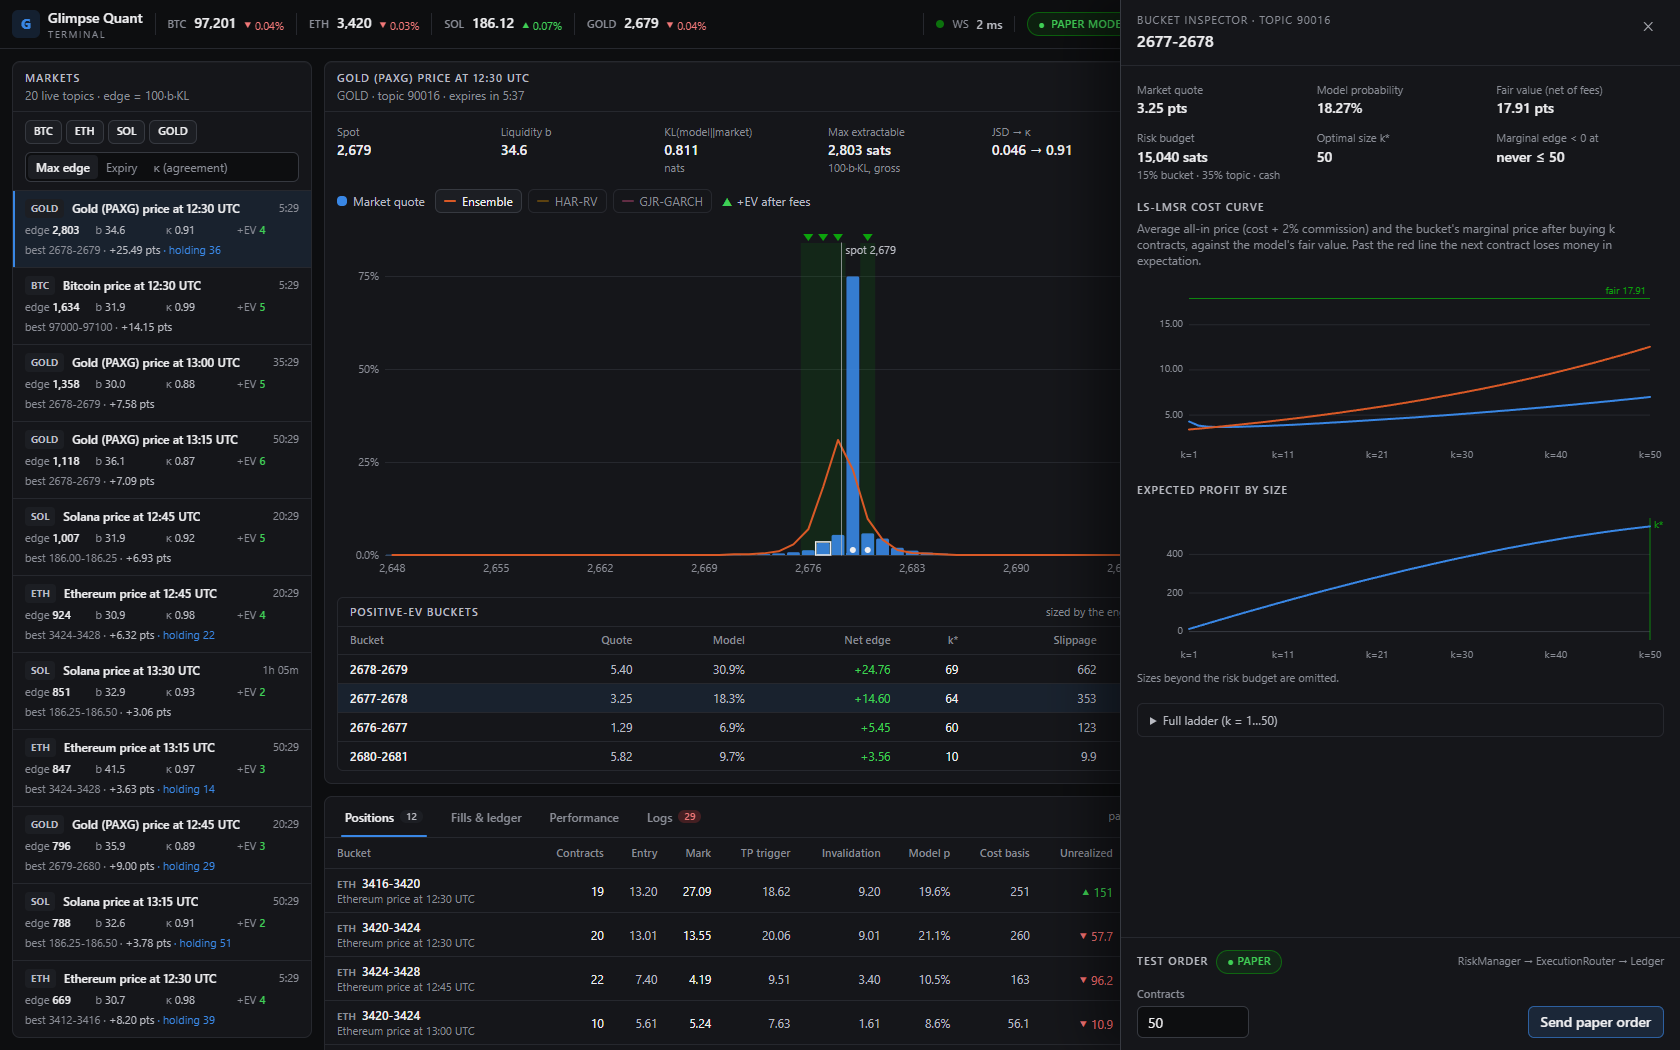 G
Glimpse Quant
TERMINAL
BTC 97,201 ▼ 0.04%
ETH 3,420 ▼ 0.03%
SOL 186.12 ▲ 0.07%
GOLD 2,679 ▼ 0.04%
WS 2 ms
● PAPER MODE
MARKETS
20 live topics · edge = 100·b·KL
BTC ETH SOL GOLD
Max edge Expiry κ (agreement)
GOLD Gold (PAXG) price at 12:30 UTC 5:29
edge 2,803 b 34.6 κ 0.91 +EV 4
best 2678-2679 · +25.49 pts · holding 36
BTC Bitcoin price at 12:30 UTC 5:29
edge 1,634 b 31.9 κ 0.99 +EV 5
best 97000-97100 · +14.15 pts
GOLD Gold (PAXG) price at 13:00 UTC 35:29
edge 1,358 b 30.0 κ 0.88 +EV 5
best 2678-2679 · +7.58 pts
GOLD Gold (PAXG) price at 13:15 UTC 50:29
edge 1,118 b 36.1 κ 0.87 +EV 6
best 2678-2679 · +7.09 pts
SOL Solana price at 12:45 UTC 20:29
edge 1,007 b 31.9 κ 0.92 +EV 5
best 186.00-186.25 · +6.93 pts
ETH Ethereum price at 12:45 UTC 20:29
edge 924 b 30.9 κ 0.98 +EV 4
best 3424-3428 · +6.32 pts · holding 22
SOL Solana price at 13:30 UTC 1h 05m
edge 851 b 32.9 κ 0.93 +EV 2
best 186.25-186.50 · +3.06 pts
ETH Ethereum price at 13:15 UTC 50:29
edge 847 b 41.5 κ 0.97 +EV 3
best 3424-3428 · +3.63 pts · holding 14
GOLD Gold (PAXG) price at 12:45 UTC 20:29
edge 796 b 35.9 κ 0.89 +EV 3
best 2679-2680 · +9.00 pts · holding 29
SOL Solana price at 13:15 UTC 50:29
edge 788 b 32.6 κ 0.91 +EV 2
best 186.25-186.50 · +3.78 pts · holding 51
ETH Ethereum price at 12:30 UTC 5:29
edge 669 b 30.7 κ 0.98 +EV 4
best 3412-3416 · +8.20 pts · holding 39
GOLD (PAXG) PRICE AT 12:30 UTC
GOLD · topic 90016 · expires in 5:37
Spot Liquidity b KL(model||market) Max extractable JSD → κ
2,679 34.6 0.811 2,803 sats 0.046 → 0.91
nats 100·b·KL, gross
Market quote Ensemble HAR-RV GJR-GARCH ▲ +EV after fees
spot 2,679
75%
50%
25%
0.0%
2,648 2,655 2,662 2,669 2,676 2,683 2,690 2,6
POSITIVE-EV BUCKETS sized by the en
Bucket Quote Model Net edge k* Slippage
2678-2679 5.40 30.9% +24.76 69 662
2677-2678 3.25 18.3% +14.60 64 353
2676-2677 1.29 6.9% +5.45 60 123
2680-2681 5.82 9.7% +3.56 10 9.9
Positions 12 Fills & ledger Performance Logs 29 pa
Bucket Contracts Entry Mark TP trigger Invalidation Model p Cost basis Unrealized
ETH 3416-3420 19 13.20 27.09 18.62 9.20 19.6% 251 ▲ 151
Ethereum price at 12:30 UTC
ETH 3420-3424 20 13.01 13.55 20.06 9.01 21.1% 260 ▼ 57.7
Ethereum price at 12:30 UTC
ETH 3424-3428 22 7.40 4.19 9.51 3.40 10.5% 163 ▼ 96.2
Ethereum price at 12:45 UTC
ETH 3420-3424 10 5.61 5.24 7.63 1.61 8.6% 56.1 ▼ 10.9
Ethereum price at 13:00 UTC
BUCKET INSPECTOR · TOPIC 90016
2677-2678
Market quote Model probability Fair value (net of fees)
3.25 pts 18.27% 17.91 pts
Risk budget Optimal size k* Marginal edge < 0 at
15,040 sats 50 never ≤ 50
15% bucket · 35% topic · cash
LS-LMSR COST CURVE
Average all-in price (cost + 2% commission) and the bucket's marginal price after buying k
contracts, against the model's fair value. Past the red line the next contract loses money in
expectation.
fair 17.91
15.00
10.00
5.00
k=1 k=11 k=21 k=30 k=40 k=50
EXPECTED PROFIT BY SIZE
k*
400
200
0
k=1 k=11 k=21 k=30 k=40 k=50
Sizes beyond the risk budget are omitted.
▶ Full ladder (k = 1…50)
TEST ORDER ● PAPER RiskManager → ExecutionRouter → Ledger
Contracts
50
Send paper order